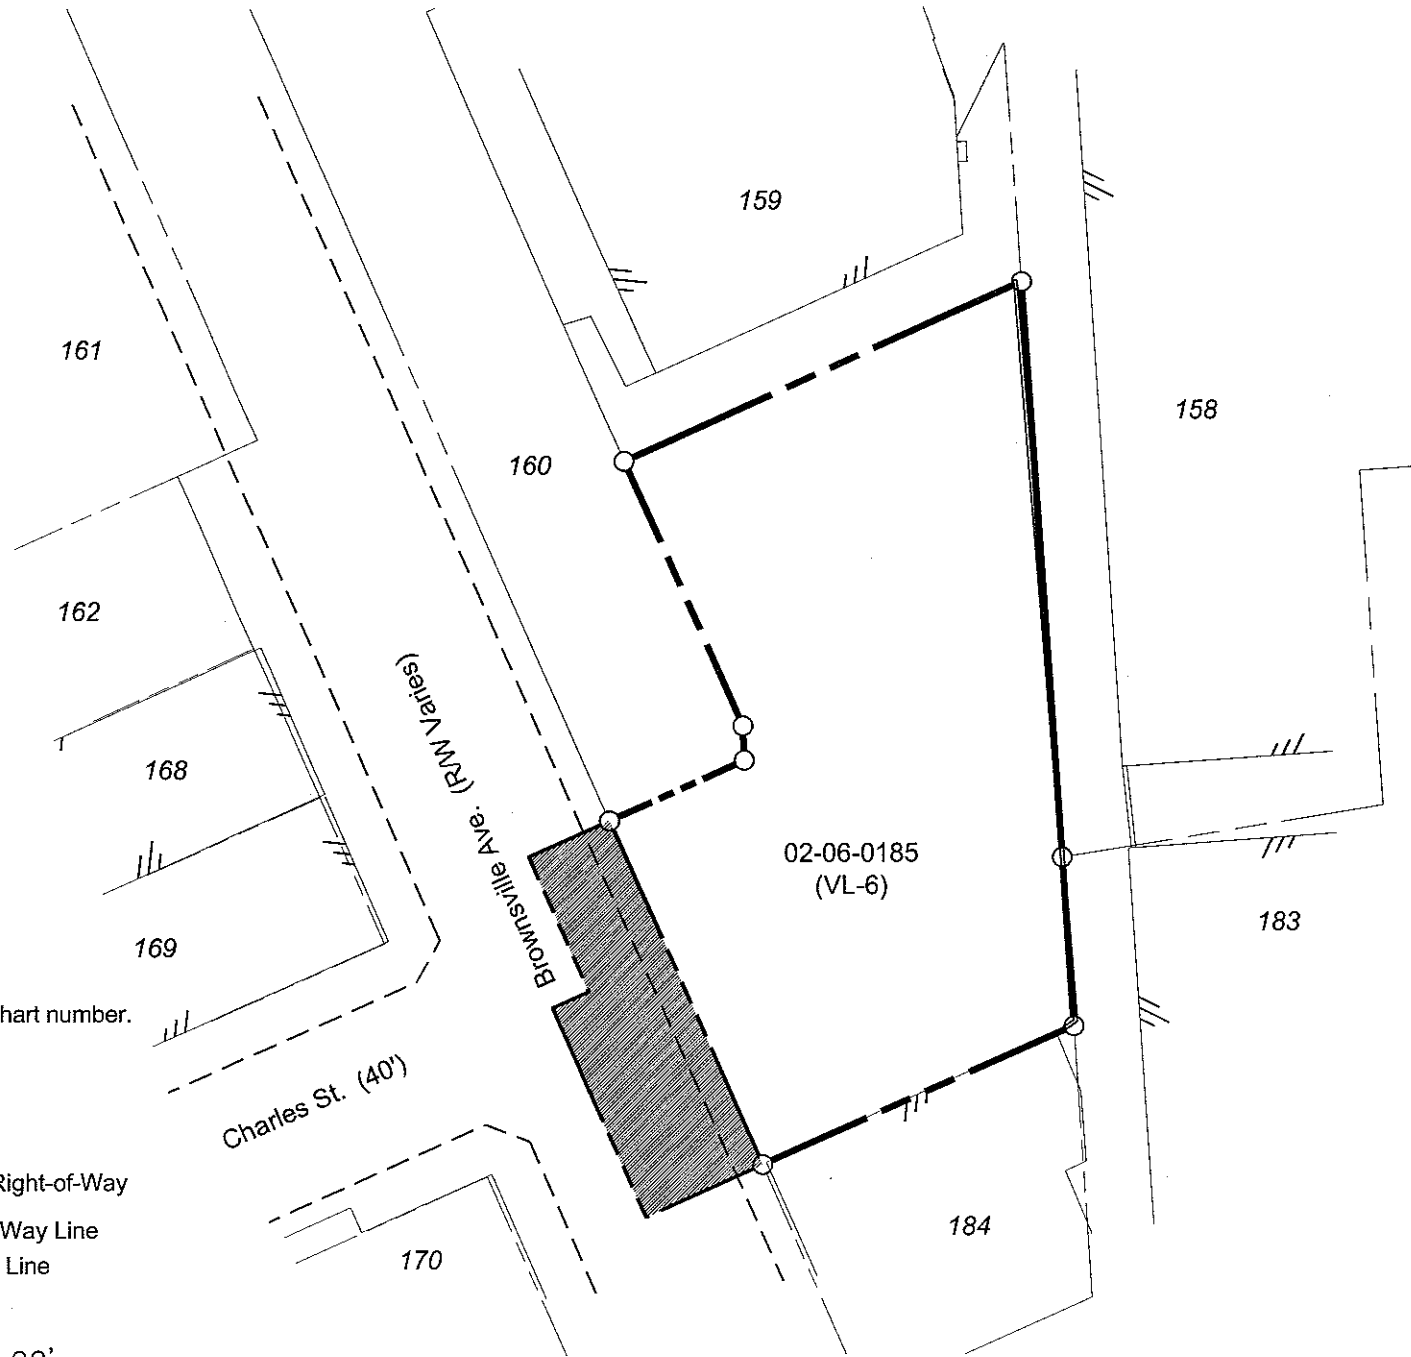 159
161
158
160
162
Brownsville Ave. (R/W Varies)
168
02-06-0185
(VL-6)
183
169
hart number.
Charles St. (40')
Right-of-Way
Way Line
184
170
Line